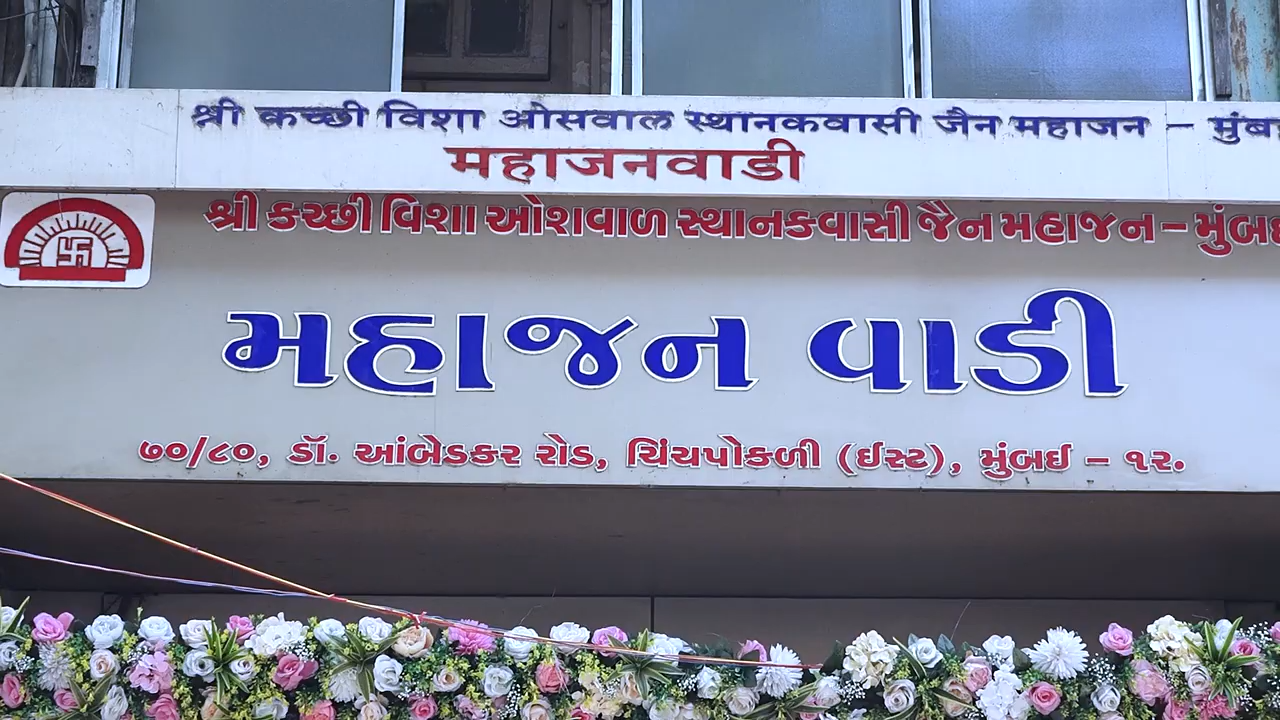 श्री कच्छी विशा ओसवाल स्थानकवासी जैन महाजन – मुंब
महाजनवाडी
શ્રી કચ્છી વિશા ઓશવાળ સ્થાનકવાસી જૈન મહાજન – મુંબઇ
મહાજન વાડી
૭૦/૮૦, ડૉ. આંબેડકર રોડ, ચિંચપોકળી (ઈસ્ટ), મુંબઈ – ૧૨.